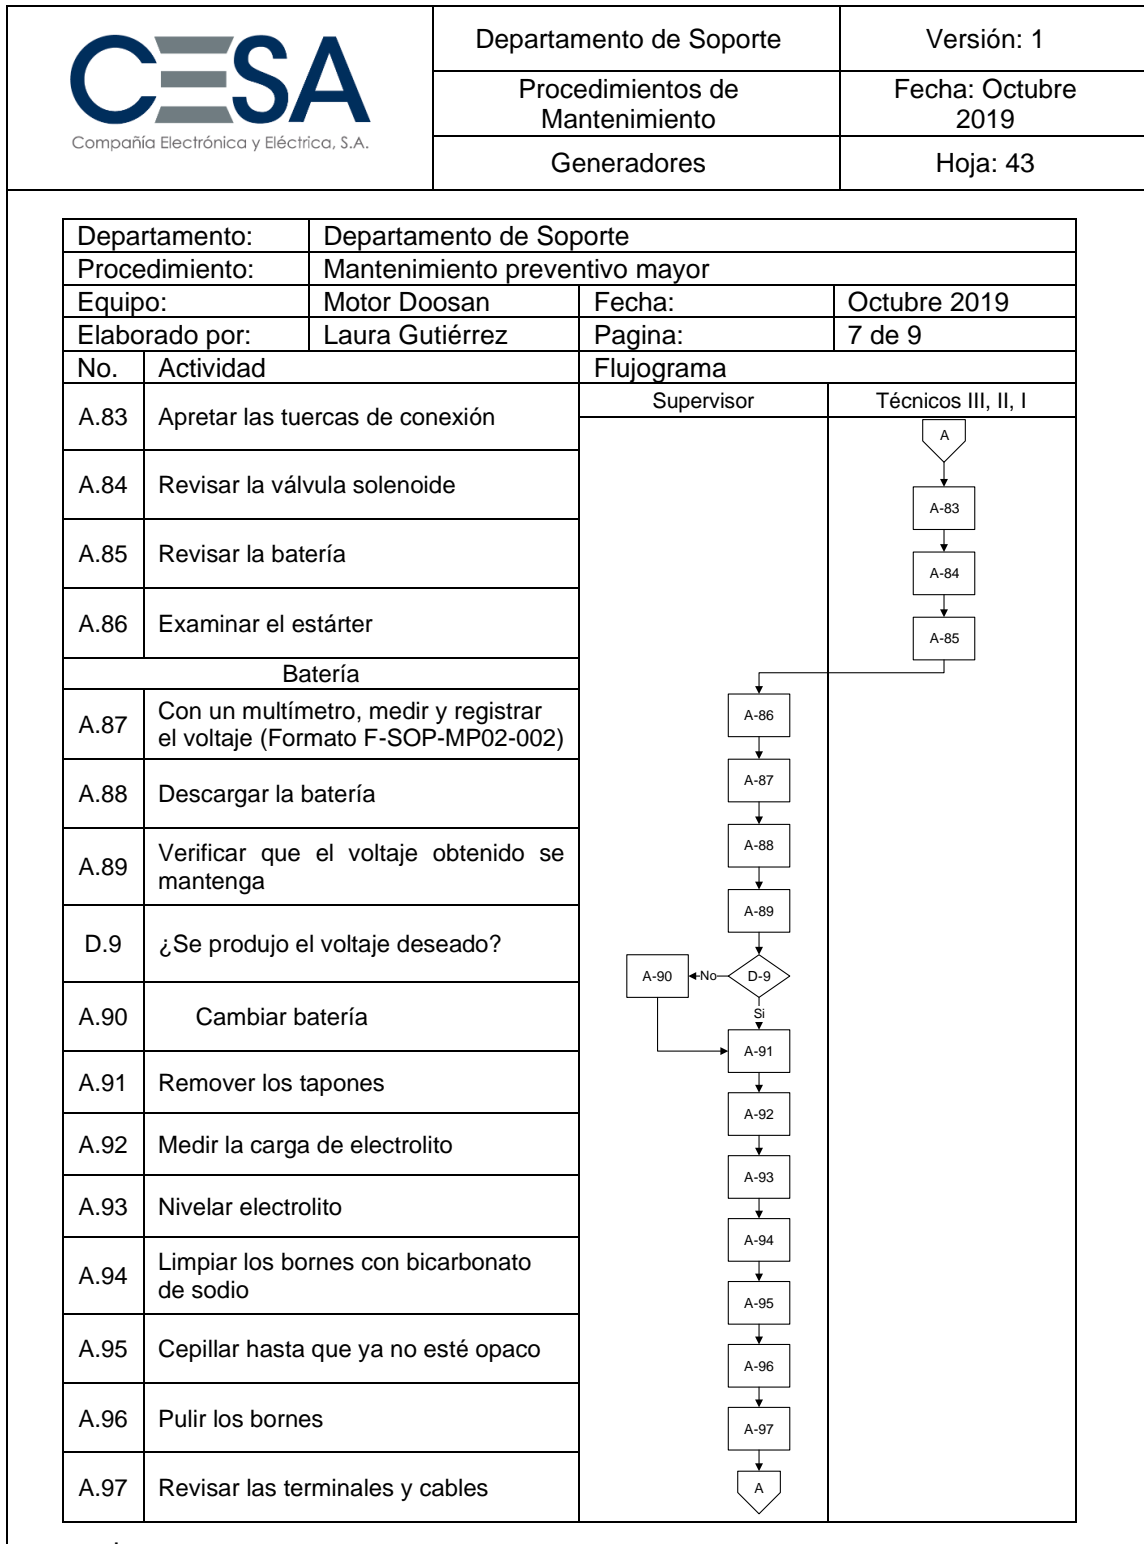 CESA
Compañía Electrónica y Eléctrica, S.A.
Departamento de Soporte
Versión: 1
Procedimientos de
Mantenimiento
Fecha: Octubre
2019
Generadores
Hoja: 43
Departamento:
Departamento de Soporte
Procedimiento:
Mantenimiento preventivo mayor
Equipo:
Motor Doosan
Fecha:
Octubre 2019
Elaborado por:
Laura Gutiérrez
Pagina:
7 de 9
No.
Actividad
Flujograma
A.83
Apretar las tuercas de conexión
A.84
Revisar la válvula solenoide
A.85
Revisar la batería
A.86
Examinar el estárter
Batería
A.87
Con un multímetro, medir y registrar
el voltaje (Formato F-SOP-MP02-002)
A.88
Descargar la batería
A.89
Verificar que el voltaje obtenido se
mantenga
D.9
¿Se produjo el voltaje deseado?
A.90
Cambiar batería
A.91
Remover los tapones
A.92
Medir la carga de electrolito
A.93
Nivelar electrolito
A.94
Limpiar los bornes con bicarbonato
de sodio
A.95
Cepillar hasta que ya no esté opaco
A.96
Pulir los bornes
A.97
Revisar las terminales y cables
Supervisor
Técnicos III, II, I
A
A-83
A-84
A-85
A-86
A-87
A-88
A-89
A-90
No
D-9
Si
A-91
A-92
A-93
A-94
A-95
A-96
A-97
A